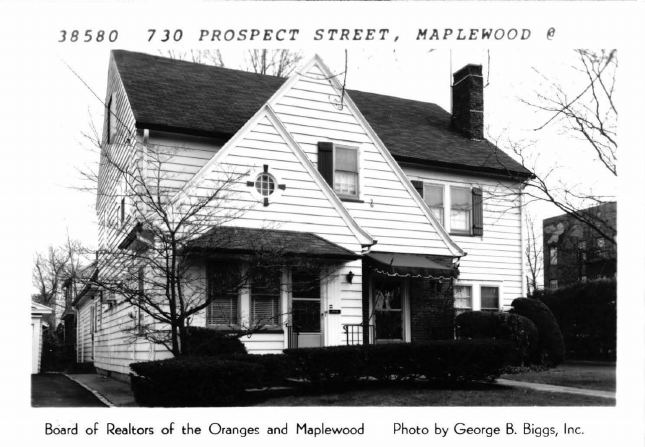 38580 730 PROSPECT STREET, MAPLEWOOD @
Board of Realtors of the Oranges and Maplewood Photo by George B. Biggs, Inc.